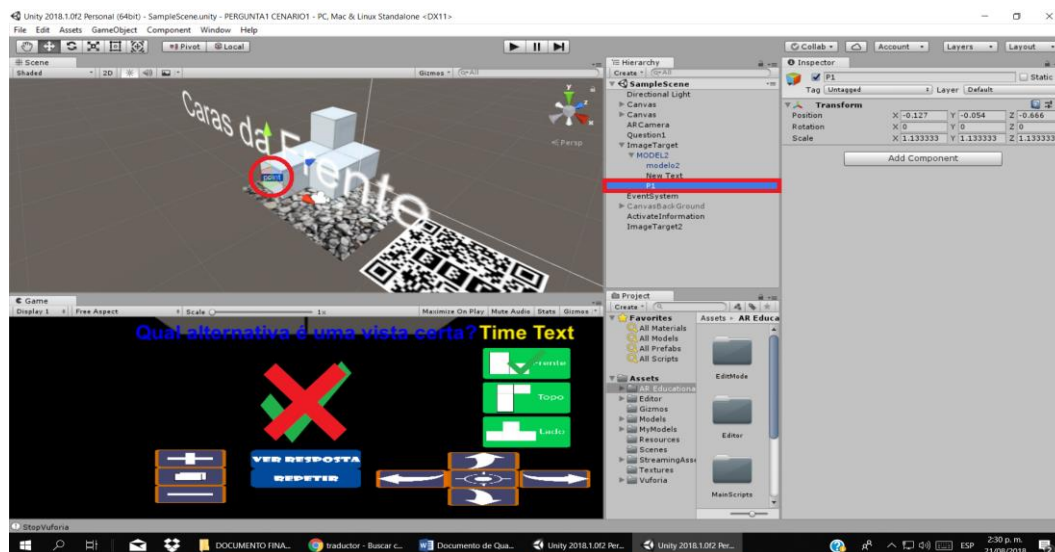 Unity 2018.1.0f2 Personal (64bit) - SampleScene.unity - PERGUNTA1 CENARIO1 - PC, Mac & Linux Standalone <DX11>
File Edit Assets GameObject Component Window Help
Pivot Local
Collab Account Layers Layout
Scene
Shaded 2D Gizmos All
Caras da Frente
y
Persp
point
Hierarchy
Create All
SampleScene
Directional Light
Canvas
Canvas
ARCamera
Question1
ImageTarget
MODEL2
modelo2
New Text
P1
EventSystem
CanvasBackGround
ActivateInformation
ImageTarget2
Inspector
P1 Static
Tag Untagged Layer Default
Transform
Position X -0.127 Y -0.054 Z -0.666
Rotation X 0 Y 0 Z 0
Scale X 1.133333 Y 1.133333 Z 1.133333
Add Component
Game
Display 1 Free Aspect Scale 1x Maximize On Play Mute Audio Stats Gizmos
Qual alternativa é uma vista certa? Time Text
Frente
Topo
Lado
VER RESPOSTA
REPETIR
Project
Create
Favorites
All Materials
All Models
All Prefabs
All Scripts
Assets
AR Educationa
Editor
Gizmos
Models
MyModels
Resources
Scenes
StreamingAsse
Textures
Vuforia
Assets AR Educa
EditMode
Editor
MainScripts
StopVuforia
DOCUMENTO FINA... traductor - Buscar c... Documento de Qua... Unity 2018.1.0f2 Per... Unity 2018.1.0f2 Per... ESP 2:30 p. m.
21/08/2018